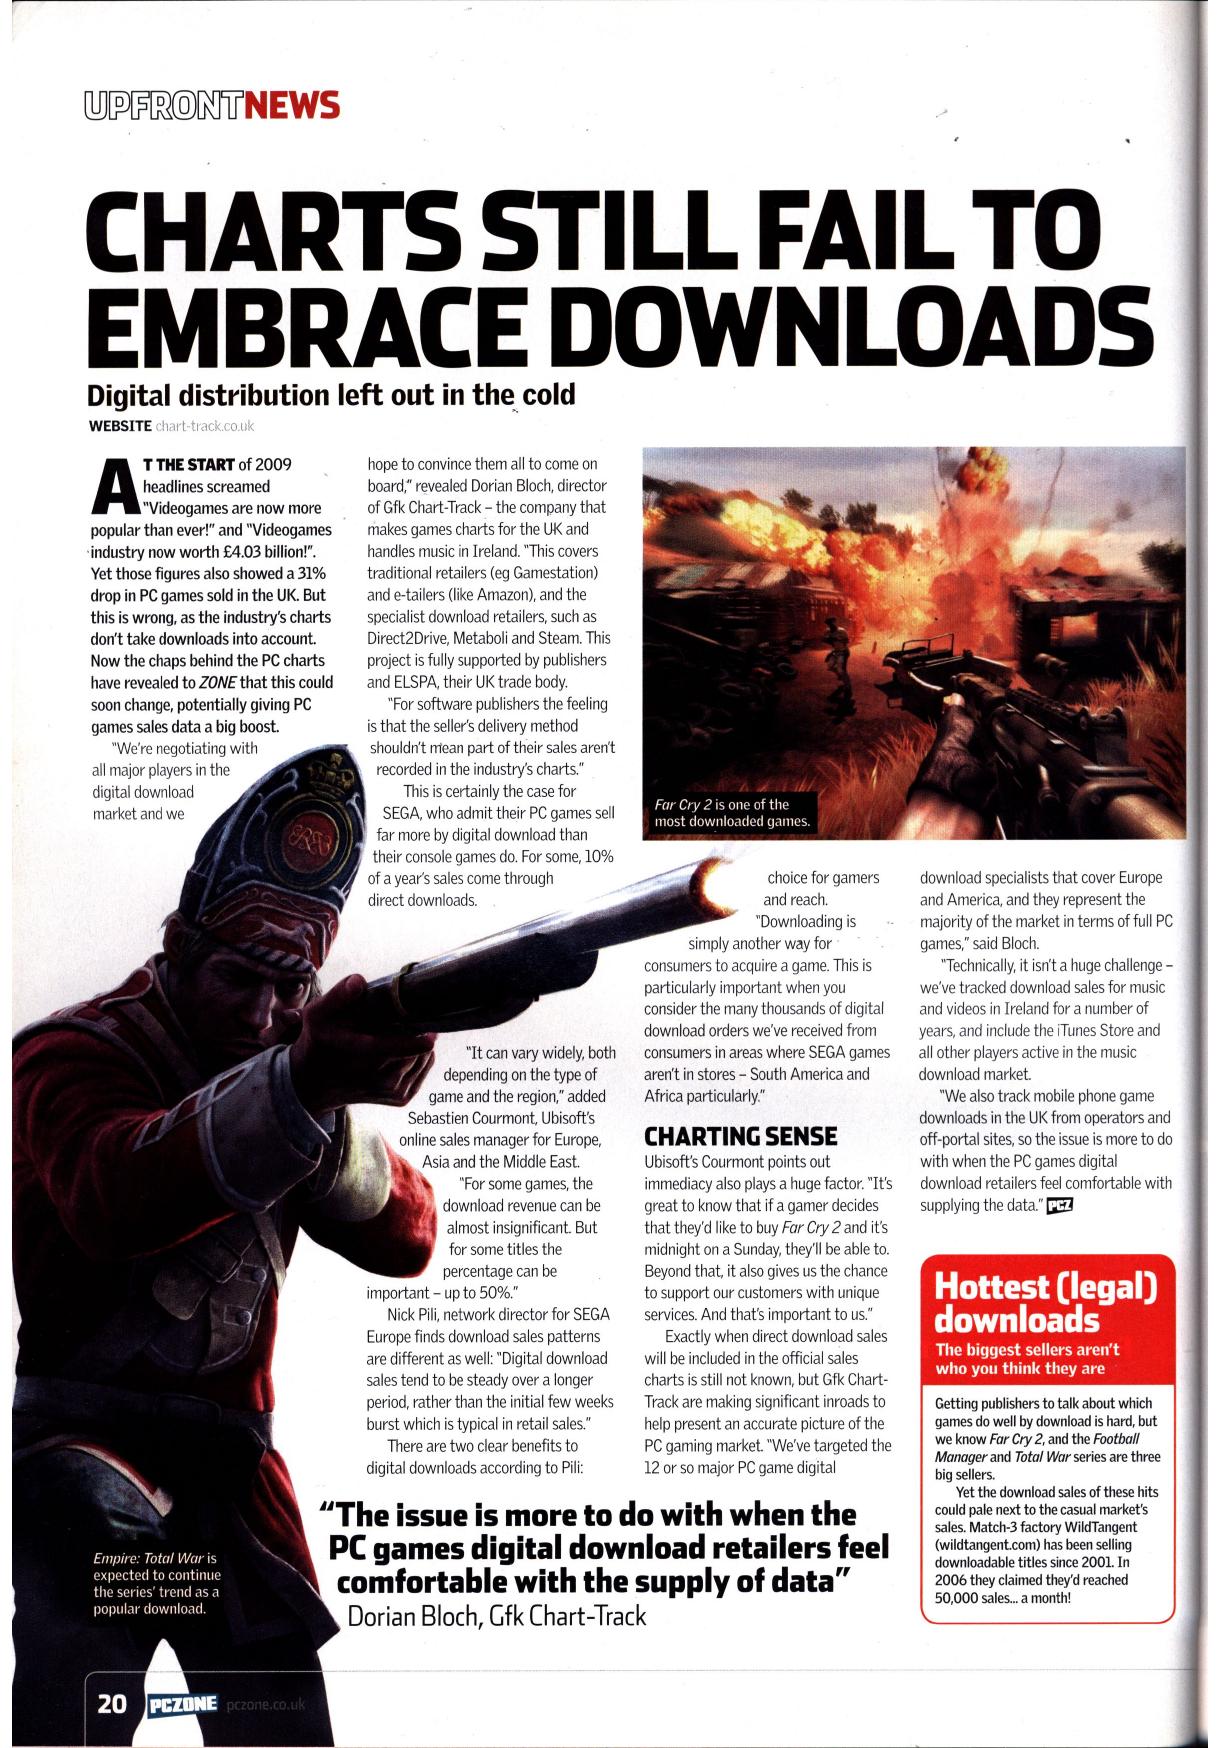 UPFRONTNEWS
CHARTS STILL FAIL TO
EMBRACE DOWNLOADS
Digital distribution left out in the cold
WEBSITE chart-track.co.uk
AT THE START of 2009
headlines screamed
"Videogames are now more
popular than ever!" and "Videogames
industry now worth £4.03 billion!".
Yet those figures also showed a 31%
drop in PC games sold in the UK. But
this is wrong, as the industry's charts
don't take downloads into account.
Now the chaps behind the PC charts
have revealed to ZONE that this could
soon change, potentially giving PC
games sales data a big boost.
"We're negotiating with
all major players in the
digital download
market and we
hope to convince them all to come on
board," revealed Dorian Bloch, director
of Gfk Chart-Track – the company that
makes games charts for the UK and
handles music in Ireland. "This covers
traditional retailers (eg Gamestation)
and e-tailers (like Amazon), and the
specialist download retailers, such as
Direct2Drive, Metaboli and Steam. This
project is fully supported by publishers
and ELSPA, their UK trade body.
"For software publishers the feeling
is that the seller's delivery method
shouldn't mean part of their sales aren't
recorded in the industry's charts."
This is certainly the case for
SEGA, who admit their PC games sell
far more by digital download than
their console games do. For some, 10%
of a year's sales come through
direct downloads.
"It can vary widely, both
depending on the type of
game and the region," added
Sebastien Courmont, Ubisoft's
online sales manager for Europe,
Asia and the Middle East.
"For some games, the
download revenue can be
almost insignificant. But
for some titles the
percentage can be
important – up to 50%."
Nick Pili, network director for SEGA
Europe finds download sales patterns
are different as well: "Digital download
sales tend to be steady over a longer
period, rather than the initial few weeks
burst which is typical in retail sales."
There are two clear benefits to
digital downloads according to Pili:
Far Cry 2 is one of the
most downloaded games.
choice for gamers
and reach.
"Downloading is
simply another way for
consumers to acquire a game. This is
particularly important when you
consider the many thousands of digital
download orders we've received from
consumers in areas where SEGA games
aren't in stores – South America and
Africa particularly."
CHARTING SENSE
Ubisoft's Courmont points out
immediacy also plays a huge factor. "It's
great to know that if a gamer decides
that they'd like to buy Far Cry 2 and it's
midnight on a Sunday, they'll be able to.
Beyond that, it also gives us the chance
to support our customers with unique
services. And that's important to us."
Exactly when direct download sales
will be included in the official sales
charts is still not known, but Gfk Chart-
Track are making significant inroads to
help present an accurate picture of the
PC gaming market. "We've targeted the
12 or so major PC game digital
download specialists that cover Europe
and America, and they represent the
majority of the market in terms of full PC
games," said Bloch.
"Technically, it isn't a huge challenge –
we've tracked download sales for music
and videos in Ireland for a number of
years, and include the iTunes Store and
all other players active in the music
download market.
"We also track mobile phone game
downloads in the UK from operators and
off-portal sites, so the issue is more to do
with when the PC games digital
download retailers feel comfortable with
supplying the data." PCZ
"The issue is more to do with when the
PC games digital download retailers feel
comfortable with the supply of data"
Dorian Bloch, Gfk Chart-Track
Hottest (legal)
downloads
The biggest sellers aren't
who you think they are
Getting publishers to talk about which
games do well by download is hard, but
we know Far Cry 2, and the Football
Manager and Total War series are three
big sellers.
Yet the download sales of these hits
could pale next to the casual market's
sales. Match-3 factory WildTangent
(wildtangent.com) has been selling
downloadable titles since 2001. In
2006 they claimed they'd reached
50,000 sales... a month!
Empire: Total War is
expected to continue
the series' trend as a
popular download.
20 PCZONE pczone.co.uk